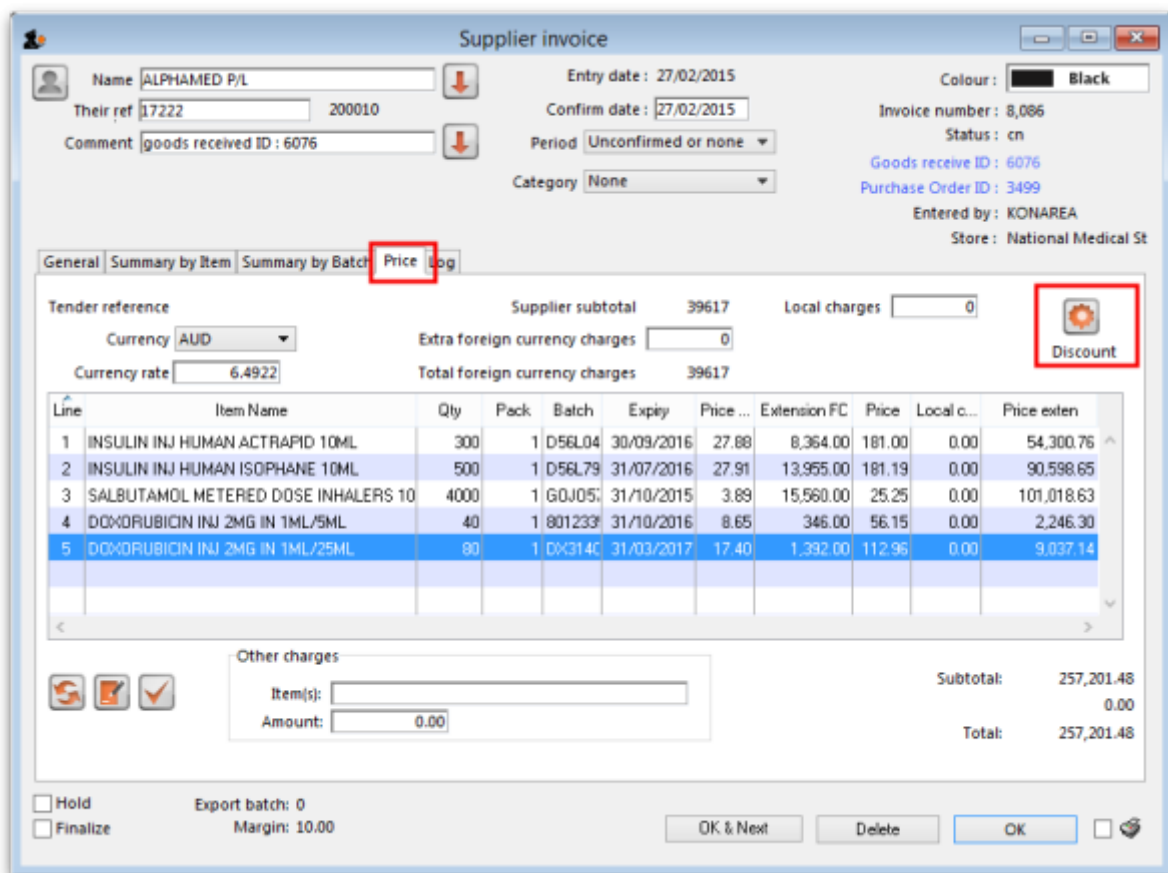 Supplier invoice
Name ALPHAMED P/L
Entry date : 27/02/2015
Colour : Black
Their ref 17222 200010
Confirm date : 27/02/2015
Invoice number : 8,086
Comment goods received ID : 6076
Period Unconfirmed or none
Status : cn
Goods receive ID : 6076
Category None
Purchase Order ID : 3499
Entered by : KONAREA
Store : National Medical St
General Summary by Item Summary by Batch Price Log
Tender reference
Supplier subtotal 39617
Local charges 0
Currency AUD
Extra foreign currency charges 0
Discount
Currency rate 6.4922
Total foreign currency charges 39617
Line Item Name Qty Pack Batch Expiry Price ... Extension FC Price Local c... Price exten
1 INSULIN INJ HUMAN ACTRAPID 10ML 300 1 D56L04 30/09/2016 27.88 8,364.00 181.00 0.00 54,300.76
2 INSULIN INJ HUMAN ISOPHANE 10ML 500 1 D56L79 31/07/2016 27.91 13,955.00 181.19 0.00 90,598.65
3 SALBUTAMOL METERED DOSE INHALERS 10 4000 1 31/10/2015 3.89 15,560.00 25.25 0.00 101,018.63
4 DOXORUBICIN INJ 2MG IN 1ML/5ML 40 1 31/10/2016 8.65 346.00 56.15 0.00 2,246.30
5 DOXORUBICIN INJ 2MG IN 1ML/25ML 80 1 DX314C 31/03/2017 17.40 1,392.00 112.96 0.00 9,037.14
Other charges
Item(s):
Amount: 0.00
Subtotal: 257,201.48
0.00
Total: 257,201.48
Hold
Export batch: 0
Finalize
Margin: 10.00
OK & Next Delete OK